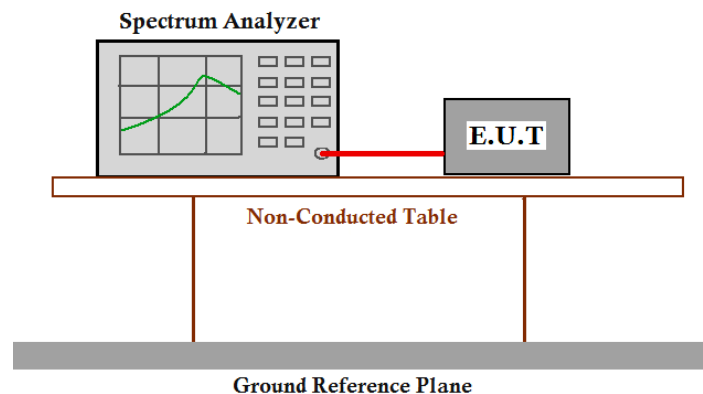 Spectrum Analyzer
E.U.T
Non-Conducted Table
Ground Reference Plane